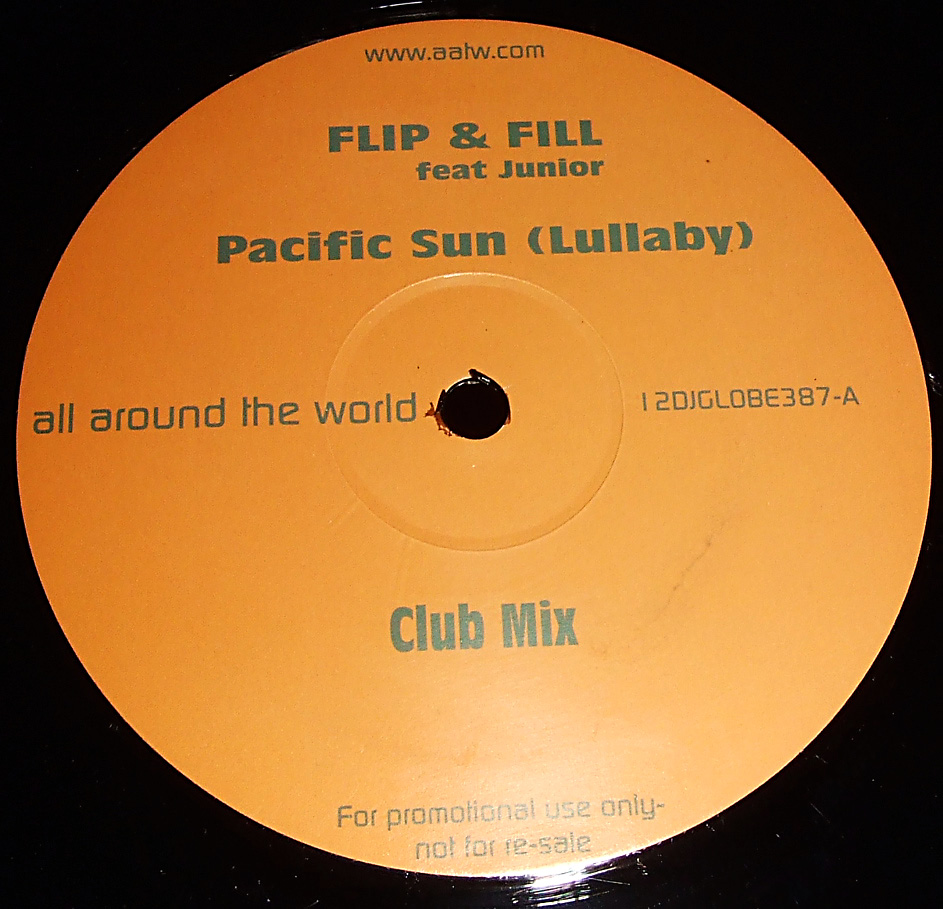 www.aatw.com
FLIP & FILL
feat Junior
Pacific Sun (Lullaby)
all around the world
12DJGLOBE387-A
Club Mix
For promotional use only-
not for re-sale